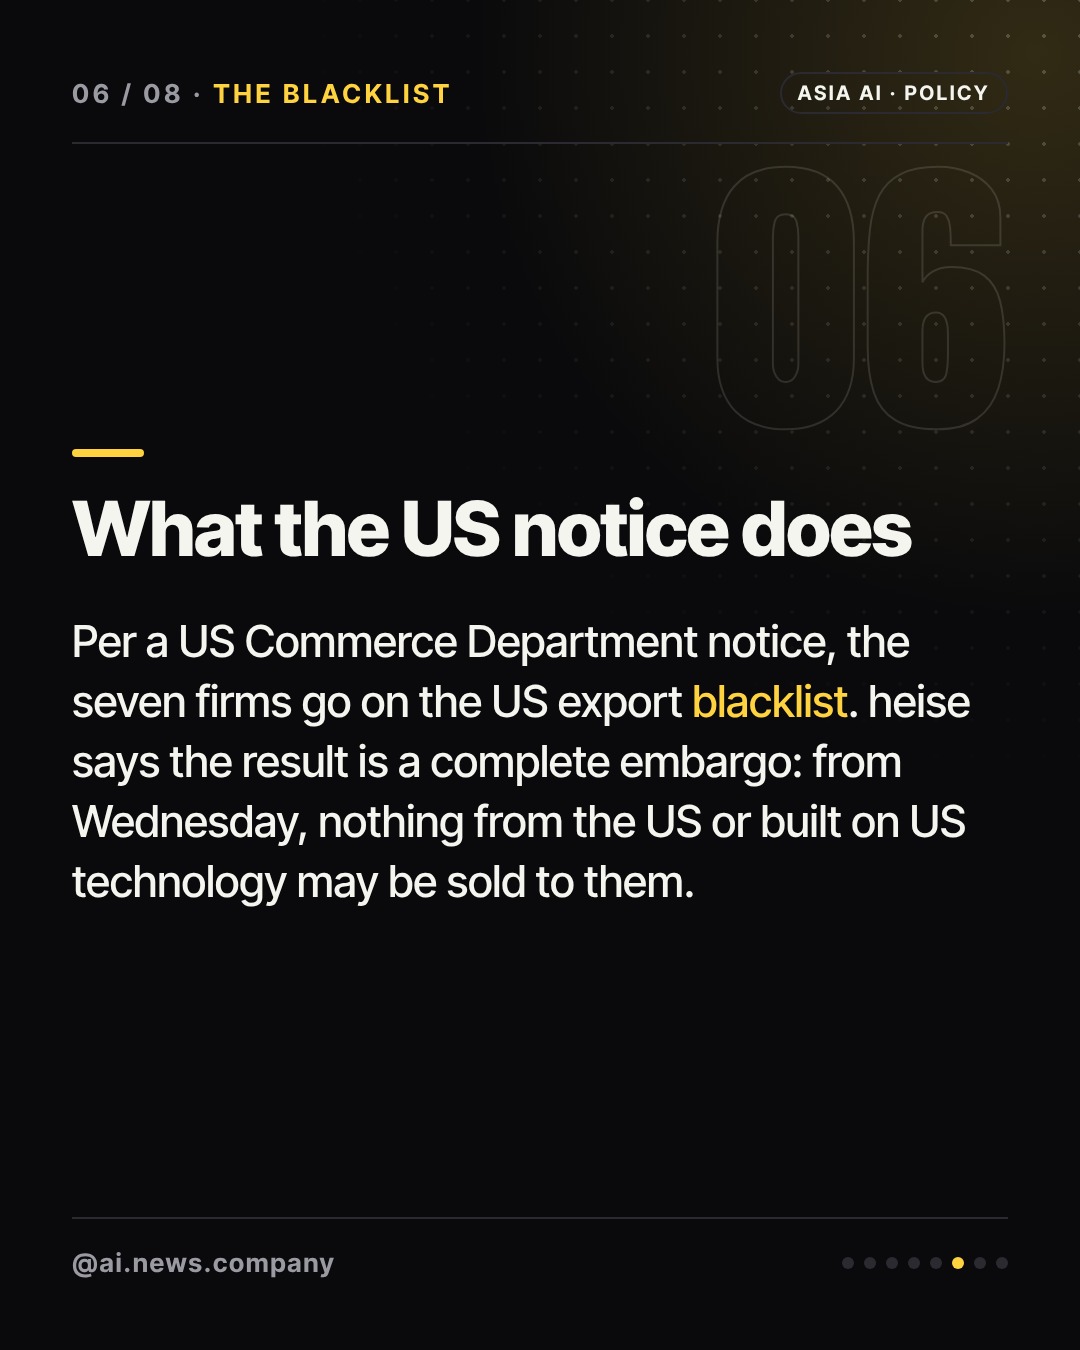 06 / 08 · THE BLACKLIST
ASIA AI · POLICY
06
What the US notice does
Per a US Commerce Department notice, the
seven firms go on the US export blacklist. heise
says the result is a complete embargo: from
Wednesday, nothing from the US or built on US
technology may be sold to them.
@ai.news.company